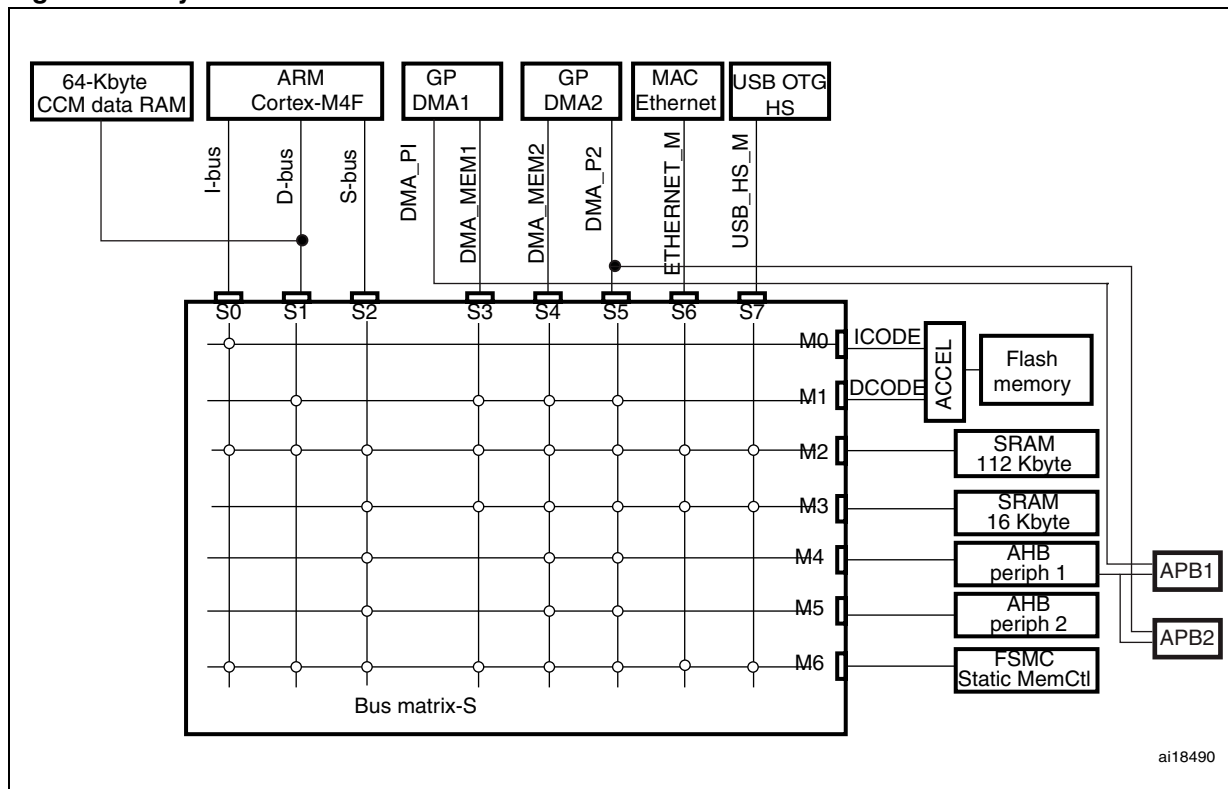 64-Kbyte
CCM data RAM
ARM
Cortex-M4F
GP
DMA1
GP
DMA2
MAC
Ethernet
USB OTG
HS
I-bus
D-bus
S-bus
DMA_PI
DMA_MEM1
DMA_MEM2
DMA_P2
ETHERNET_M
USB_HS_M
S0
S1
S2
S3
S4
S5
S6
S7
M0
ICODE
M1
DCODE
ACCEL
Flash
memory
M2
SRAM
112 Kbyte
M3
SRAM
16 Kbyte
M4
AHB
periph 1
APB1
M5
AHB
periph 2
APB2
M6
FSMC
Static MemCtl
Bus matrix-S
ai18490